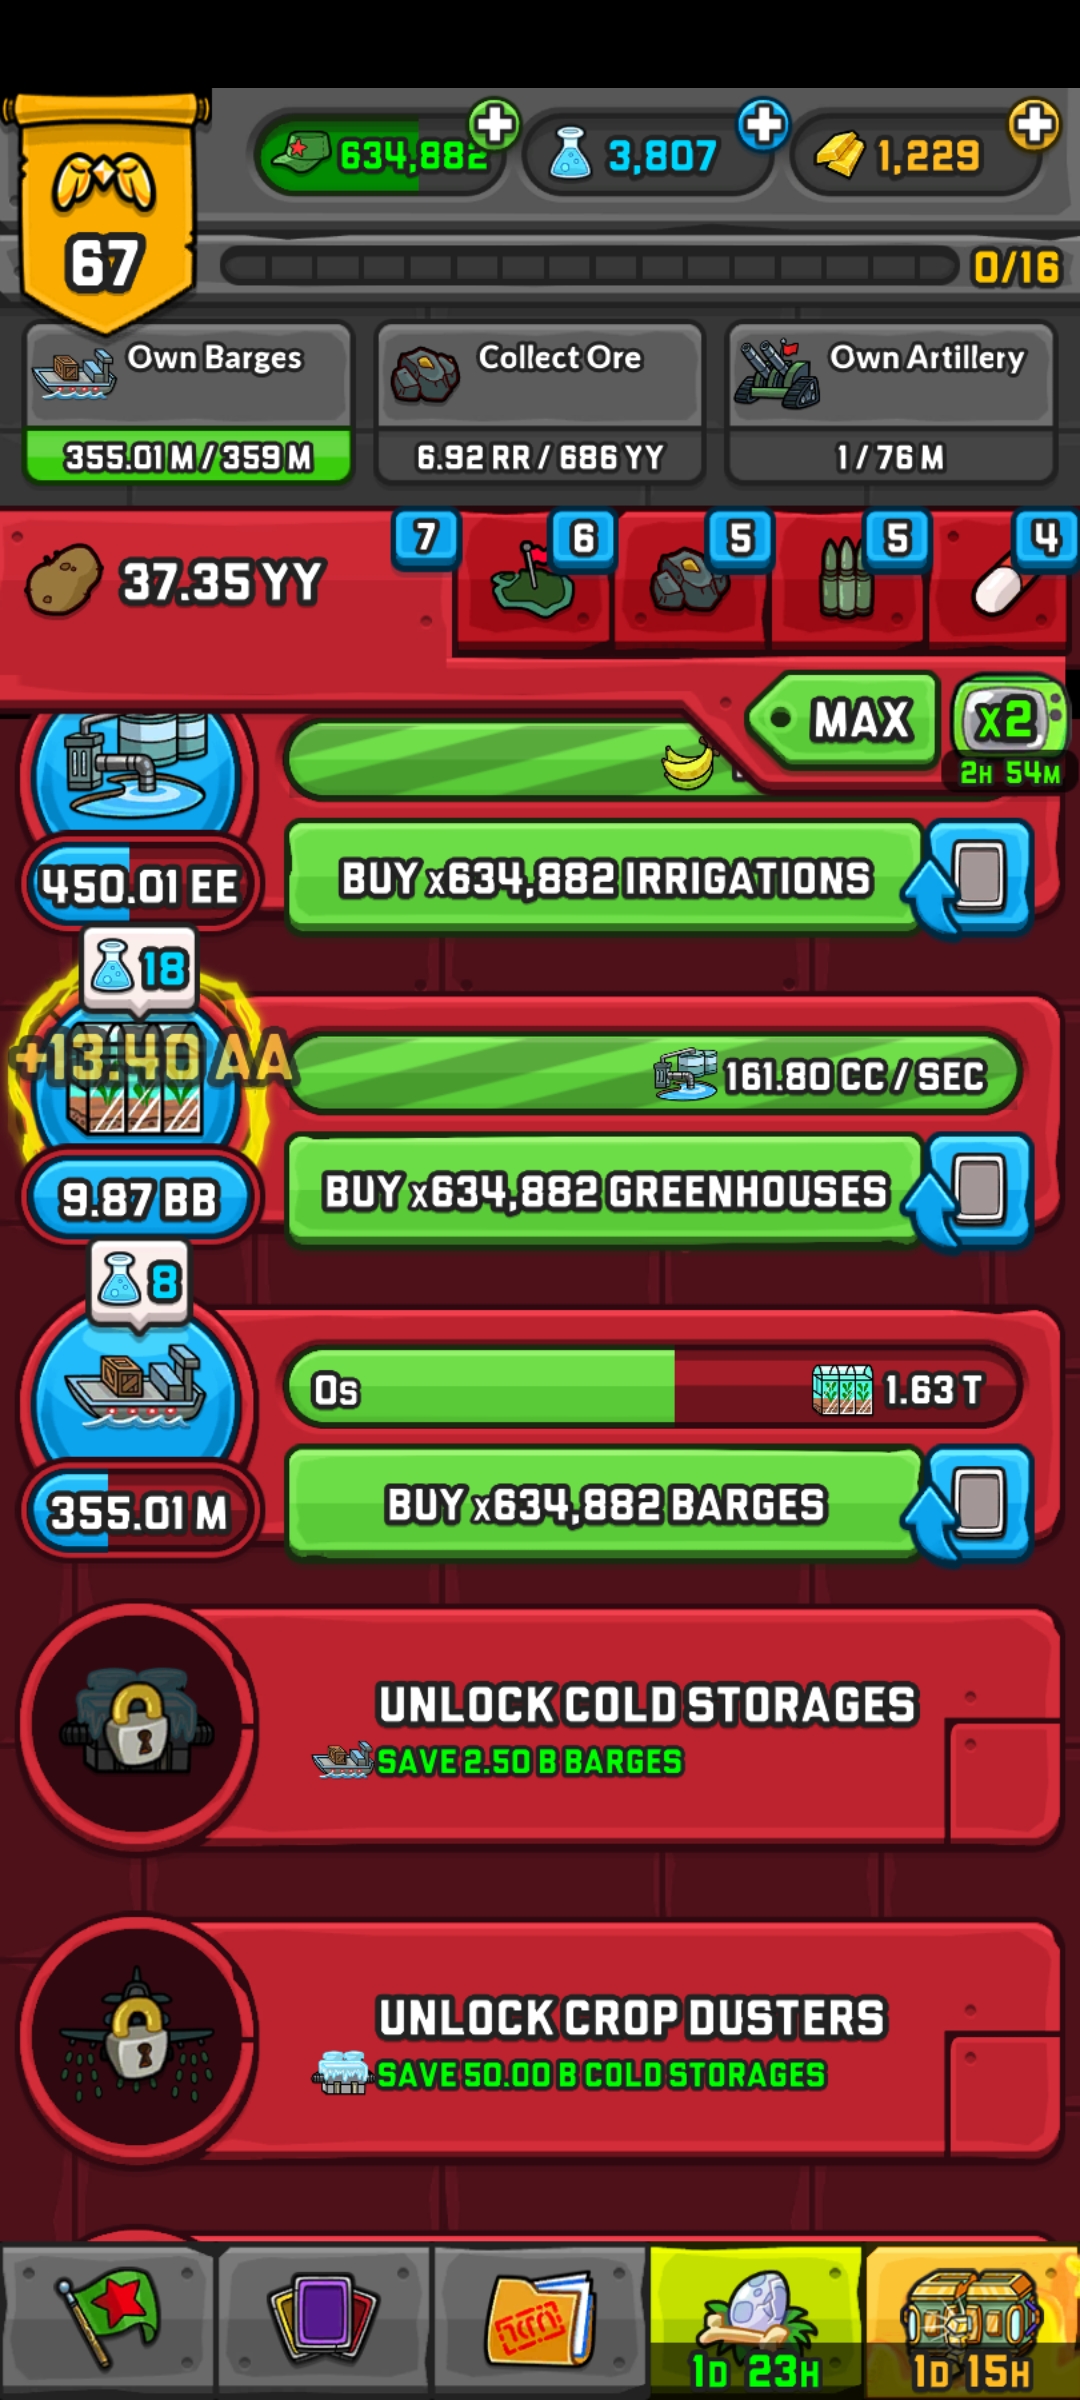 634,882
3,807
1,229
67
0/16
Own Barges
355.01 M / 359 M
Collect Ore
6.92 RR / 686 YY
Own Artillery
1 / 76 M
37.35 YY
7
6
5
5
4
MAX
x2
2H 54M
450.01 EE
BUY x634,882 IRRIGATIONS
18
+13.40 AA
161.80 CC / SEC
9.87 BB
BUY x634,882 GREENHOUSES
8
0s
1.63 T
355.01 M
BUY x634,882 BARGES
UNLOCK COLD STORAGES
SAVE 2.50 B BARGES
UNLOCK CROP DUSTERS
SAVE 50.00 B COLD STORAGES
1D 23H
1D 15H